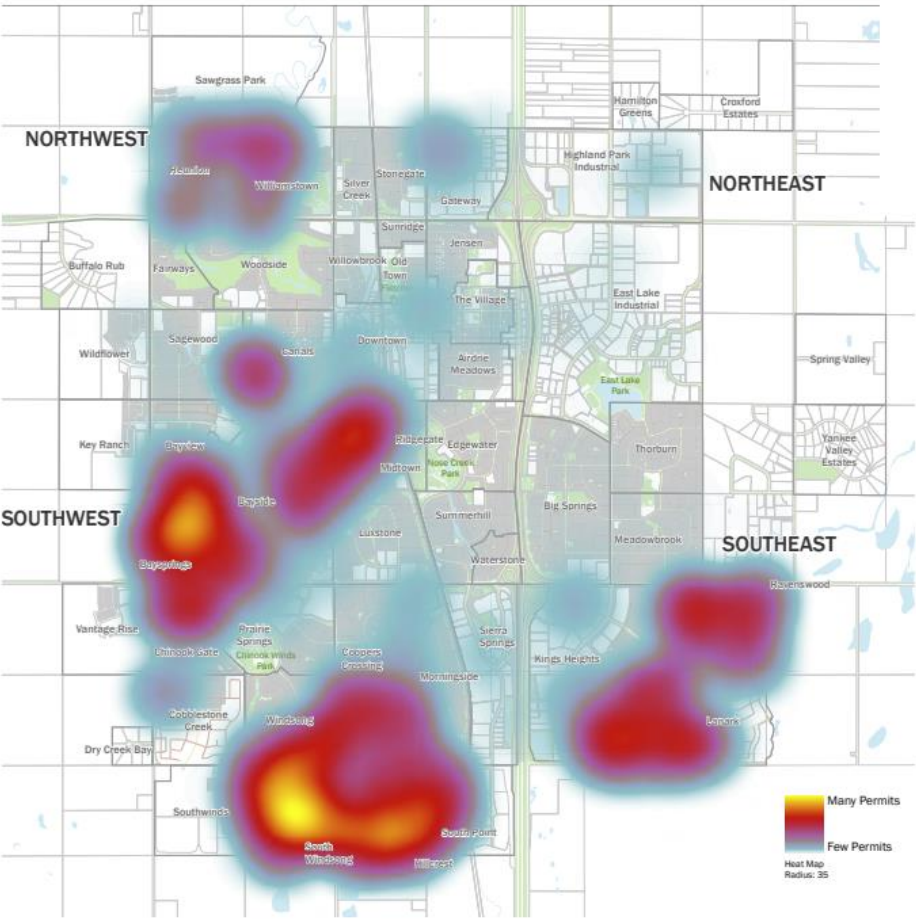 Sawgrass Park
Hamilton
Greens
Croxford
Estates
NORTHWEST
Highland Park
Industrial
Reunion
Stonegate
NORTHEAST
Williamstown
Silver
Creek
Gateway
Sunridge
Jensen
Buffalo Rub
Fairways
Woodside
Willowbrook
Old
Town
The Village
East Lake
Industrial
Sagewood
Canals
Downtown
Wildflower
Airdrie
Meadows
Spring Valley
East Lake
Park
Key Ranch
Bayview
Ridgegate
Edgewater
Thorburn
Yankee
Valley
Estates
Midtown
Nose Creek
Park
Bayside
SOUTHWEST
Summerhill
Big Springs
Luxstone
Meadowbrook
SOUTHEAST
Baysprings
Waterstone
Ravenswood
Vantage Rise
Prairie
Springs
Sierra
Springs
Chinook Gate
Chinook Winds
Park
Coopers
Crossing
Kings Heights
Morningside
Cobblestone
Creek
Windsong
Lanark
Dry Creek Bay
Many Permits
Southwinds
South Point
Few Permits
South
Windsong
Hillcrest
Heat Map
Radius: 35